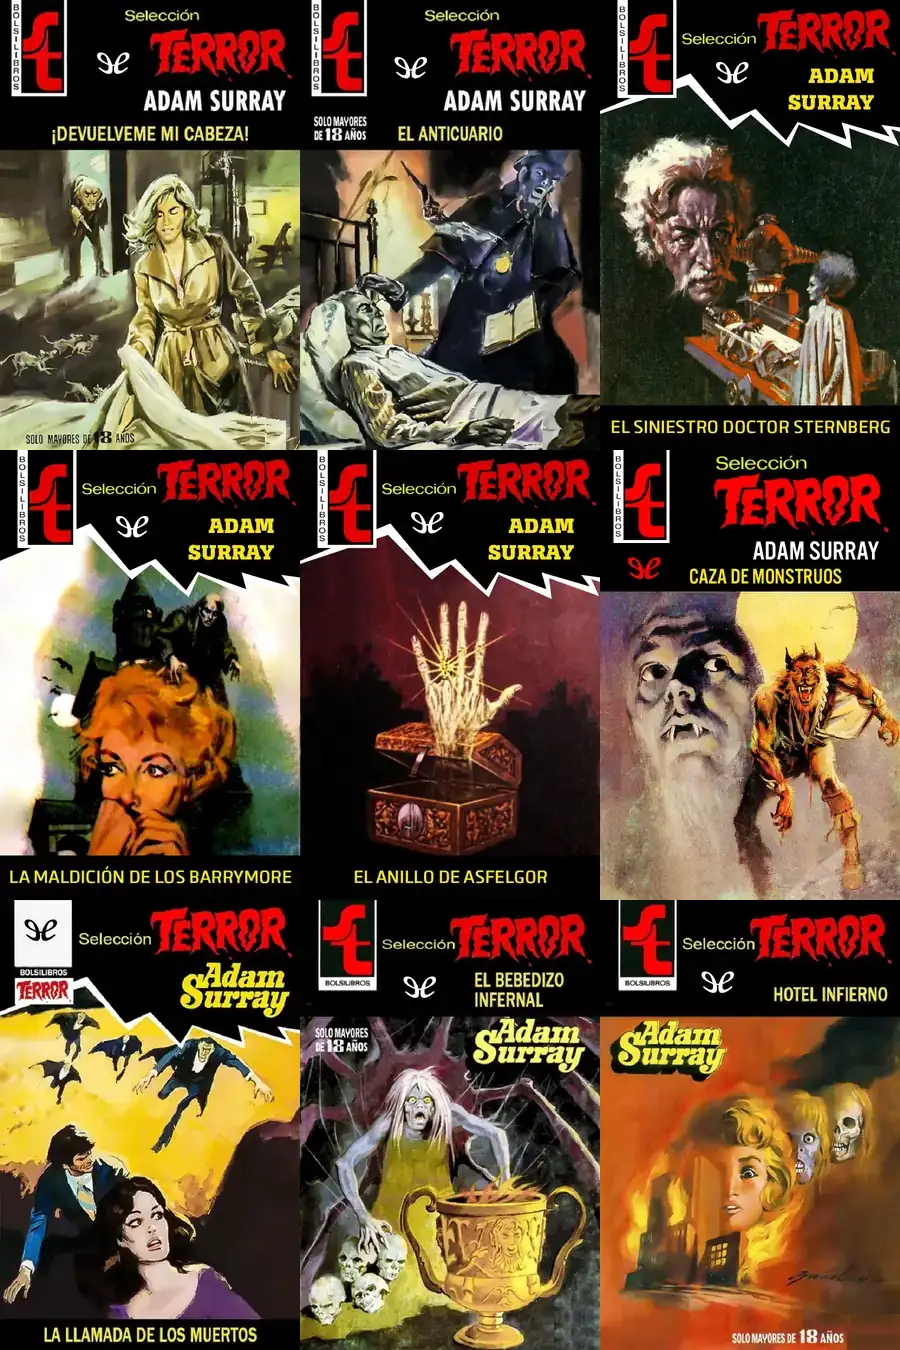 BOLSILIBROS
Selección
TERROR
ADAM SURRAY
¡DEVUELVEME MI CABEZA!
SOLO MAYORES DE 18 AÑOS
BOLSILIBROS
Selección
TERROR
ADAM SURRAY
SOLO MAYORES
DE 18 AÑOS
EL ANTICUARIO
BOLSILIBROS
Selección TERROR
ADAM
SURRAY
EL SINIESTRO DOCTOR STERNBERG
BOLSILIBROS
Selección TERROR
ADAM
SURRAY
LA MALDICIÓN DE LOS BARRYMORE
BOLSILIBROS
Selección TERROR
ADAM
SURRAY
EL ANILLO DE ASFELGOR
BOLSILIBROS
Selección
TERROR
ADAM SURRAY
CAZA DE MONSTRUOS
BOLSILIBROS
TERROR
Selección TERROR
Adam
Surray
LA LLAMADA DE LOS MUERTOS
BOLSILIBROS
Selección TERROR
EL BEBEDIZO
INFERNAL
SOLO MAYORES
DE 18 AÑOS
Adam
Surray
BOLSILIBROS
Selección TERROR
HOTEL INFIERNO
Adam
Surray
SOLO MAYORES DE 18 AÑOS